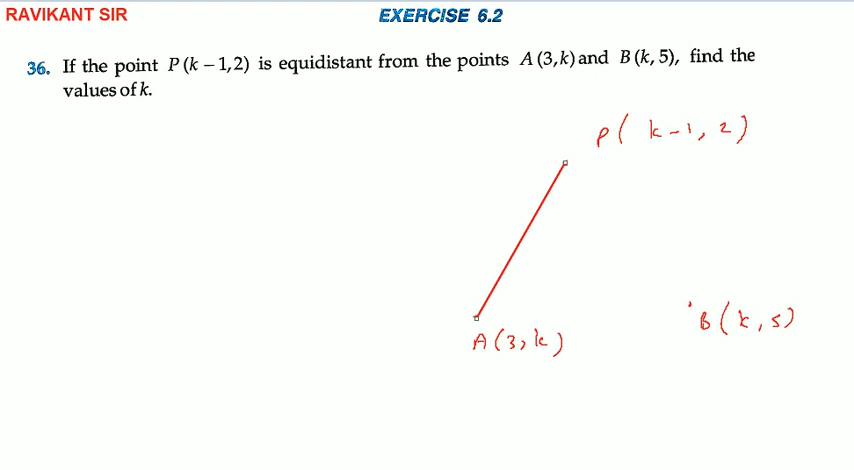 RAVIKANT SIR
EXERCISE 6.2
36. If the point P(k – 1,2) is equidistant from the points A(3,k) and B(k,5), find the
values of k.
P( k-1, 2)
B(k,5)
A(3,k)